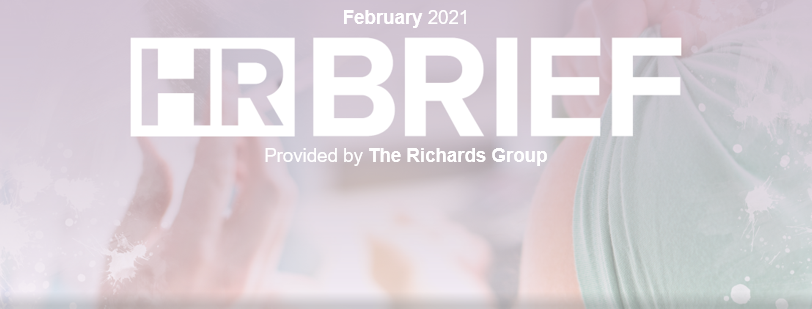 February 2021
HR BRIEF
Provided by The Richards Group